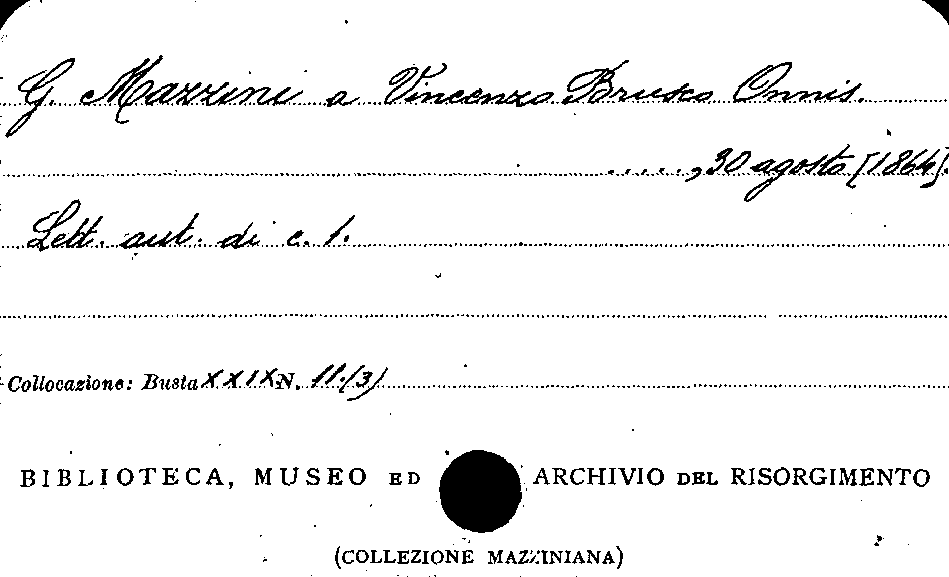 G. Mazzini a Vincenzo Brusco Onnis.
....., 30 agosto [1864].
Lett. aut. di c. 1.
Collocazione: Busta XXIX N. 11.(3)
BIBLIOTECA, MUSEO ED ARCHIVIO DEL RISORGIMENTO
(COLLEZIONE MAZZINIANA)